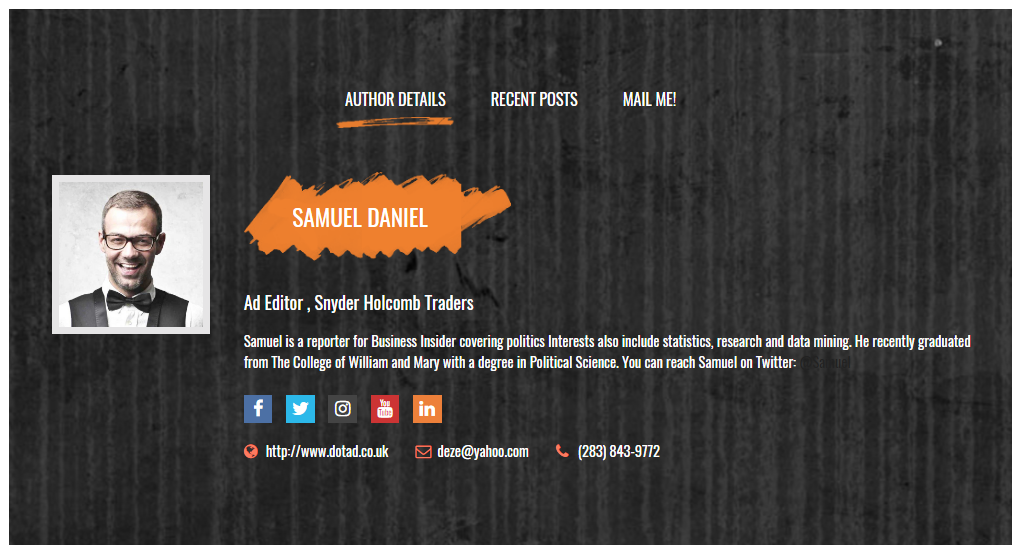 AUTHOR DETAILS RECENT POSTS MAIL ME!
SAMUEL DANIEL
Ad Editor , Snyder Holcomb Traders
Samuel is a reporter for Business Insider covering politics Interests also include statistics, research and data mining. He recently graduated
from The College of William and Mary with a degree in Political Science. You can reach Samuel on Twitter:
f You Tube in
http://www.dotad.co.uk deze@yahoo.com (283) 843-9772